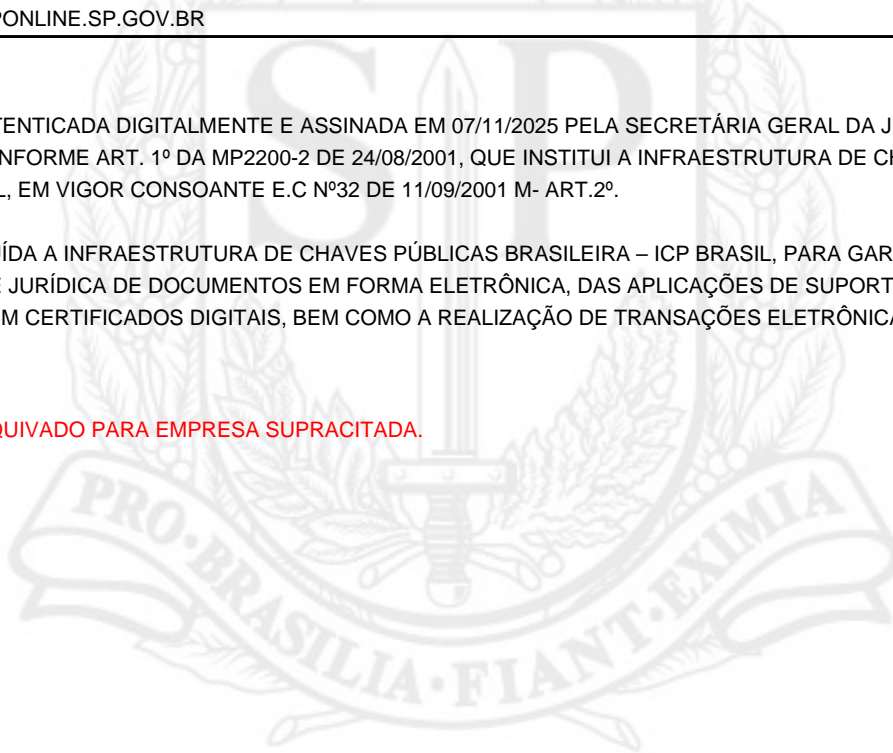 PONLINE.SP.GOV.BR
TENTICADA DIGITALMENTE E ASSINADA EM 07/11/2025 PELA SECRETÁRIA GERAL DA J
NFORME ART. 1º DA MP2200-2 DE 24/08/2001, QUE INSTITUI A INFRAESTRUTURA DE CH
L, EM VIGOR CONSOANTE E.C Nº32 DE 11/09/2001 M- ART.2º.
ÍDA A INFRAESTRUTURA DE CHAVES PÚBLICAS BRASILEIRA – ICP BRASIL, PARA GAR
E JURÍDICA DE DOCUMENTOS EM FORMA ELETRÔNICA, DAS APLICAÇÕES DE SUPORT
M CERTIFICADOS DIGITAIS, BEM COMO A REALIZAÇÃO DE TRANSAÇÕES ELETRÔNICA
QUIVADO PARA EMPRESA SUPRACITADA.
SP
PRO·BRASILIA·FIANT·EXIMIA